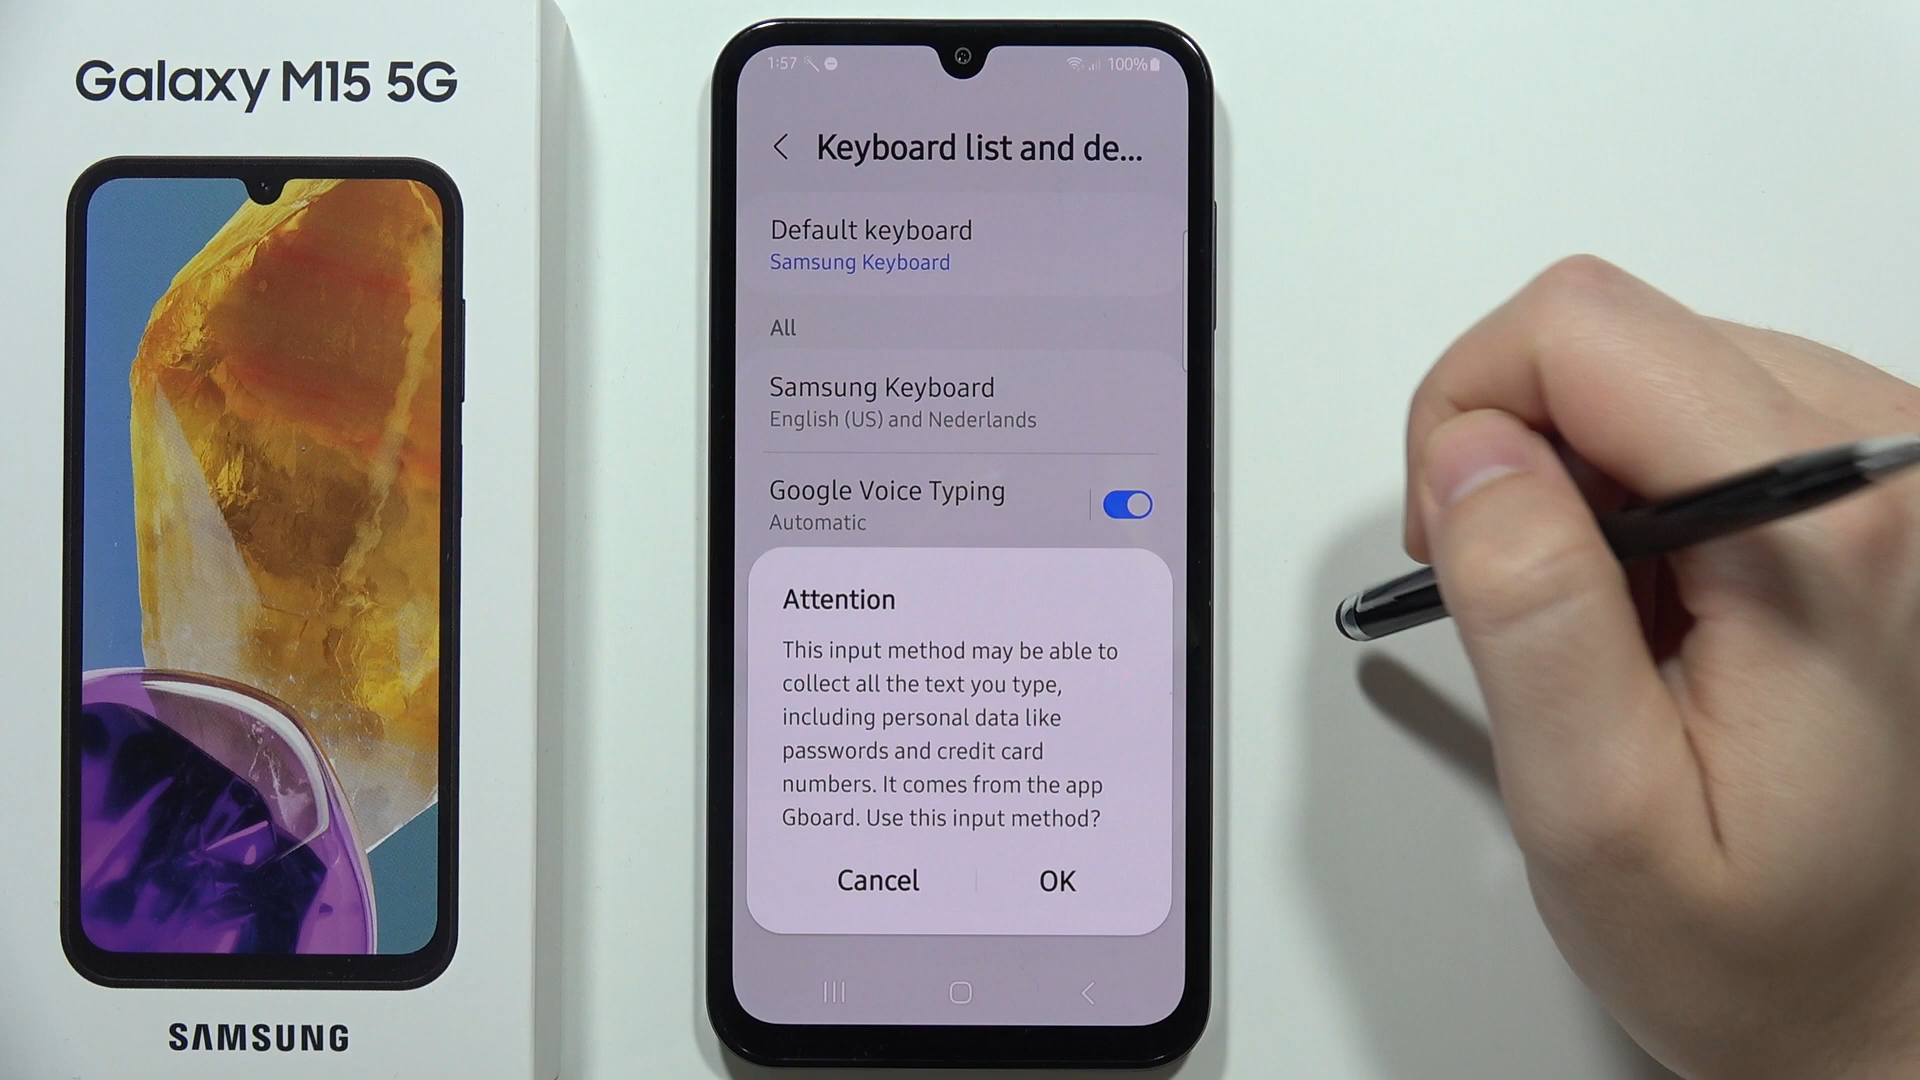 Galaxy M15 5G
SAMSUNG
1:57
100%
Keyboard list and de...
Default keyboard
Samsung Keyboard
All
Samsung Keyboard
English (US) and Nederlands
Google Voice Typing
Automatic
Attention
This input method may be able to
collect all the text you type,
including personal data like
passwords and credit card
numbers. It comes from the app
Gboard. Use this input method?
Cancel
OK